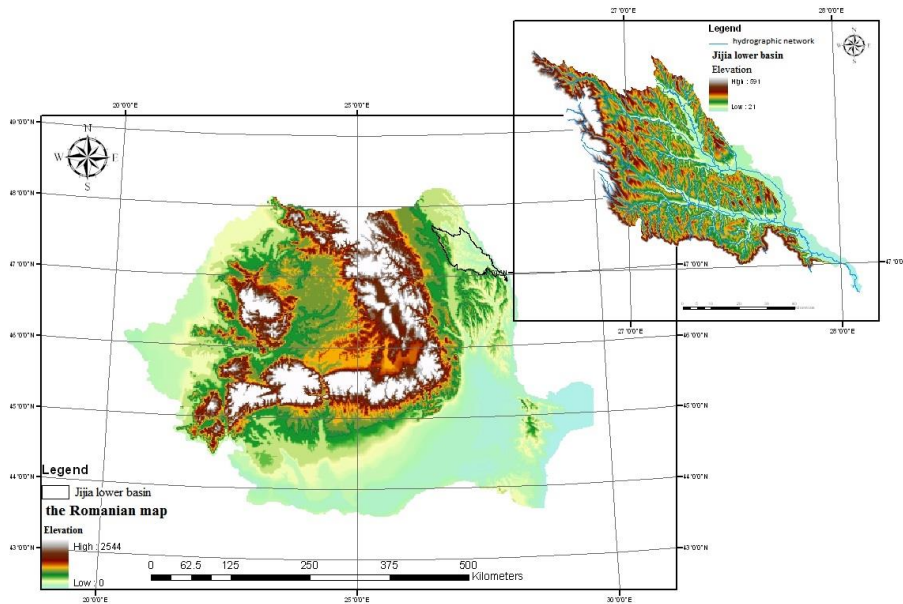 27°0'0"E
28°0'0"E
Legend
hydrographic network
Jijia lower basin
Elevation
High : 691
Low : 21
47°0'0"N
47°0'
27°0'0"E
28°0'0"E
20°0'0"E
25°0'0"E
49°0'0"N
N
W
E
S
48°0'0"N
48°0'0"N
47°0'0"N
47°0'0"N
46°0'0"N
46°0'0"N
45°0'0"N
45°0'0"N
44°0'0"N
44°0'0"N
43°0'0"N
43°0'0"N
Legend
Jijia lower basin
the Romanian map
Elevation
High : 2544
Low : 0
0 62.5 125 250 375 500
Kilometers
25°0'0"E
30°0'0"E